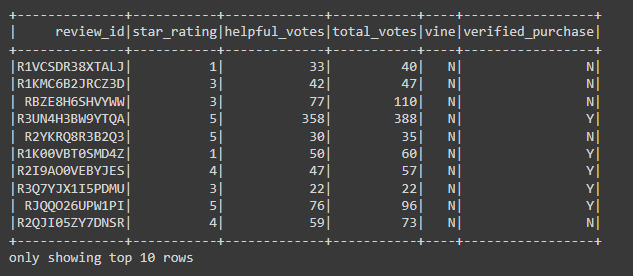 +--------------+-----------+-------------+-----------+----+-----------------+
|     review_id|star_rating|helpful_votes|total_votes|vine|verified_purchase|
+--------------+-----------+-------------+-----------+----+-----------------+
|R1VCSDR38XTALJ|          1|           33|         40|   N|                N|
|R1KMC6B2JRCZ3D|          3|           42|         47|   N|                N|
| RBZE8H6SHVYWW|          3|           77|        110|   N|                N|
|R3UN4H3BW9YTQA|          5|          358|        388|   N|                Y|
| R2YKRQ8R3B2Q3|          5|           30|         35|   N|                N|
|R1K00VBT0SMD4Z|          1|           50|         60|   N|                Y|
|R2I9AO0VEBYJES|          4|           47|         57|   N|                Y|
|R3Q7YJX1I5PDMU|          3|           22|         22|   N|                Y|
| RJQQO26UPW1PI|          5|           76|         96|   N|                Y|
|R2QJI05ZY7DNSR|          4|           59|         73|   N|                N|
+--------------+-----------+-------------+-----------+----+-----------------+
only showing top 10 rows